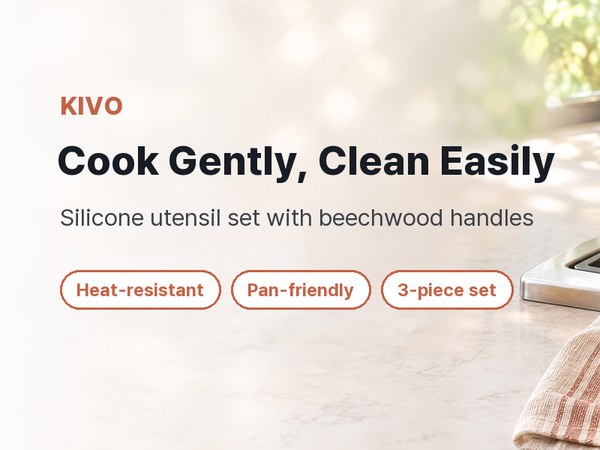 KIVO
Cook Gently, Clean Easily
Silicone utensil set with beechwood handles
Heat-resistant Pan-friendly 3-piece set